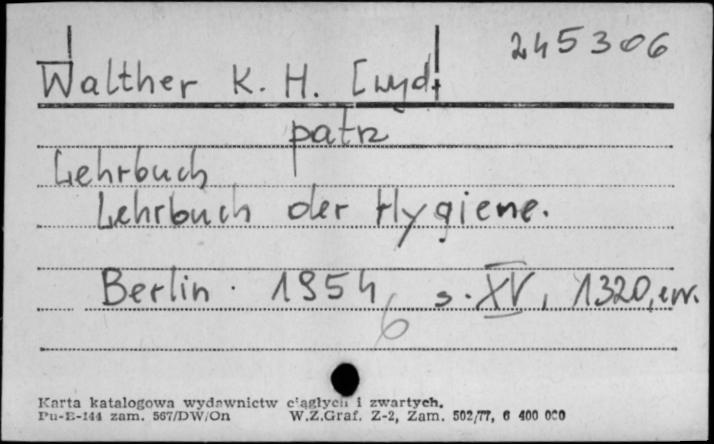 245306
Walther K. H. [wyd.]
patrz
Lehrbuch
Lehrbuch der Hygiene.
Berlin. 1954 s. XV, 1320, err.
6
Karta katalogowa wydawnictw ciągłych i zwartych.
Pu-B-144 zam. 567/DW/On W.Z.Graf. Z-2, Zam. 502/77, 6 400 000